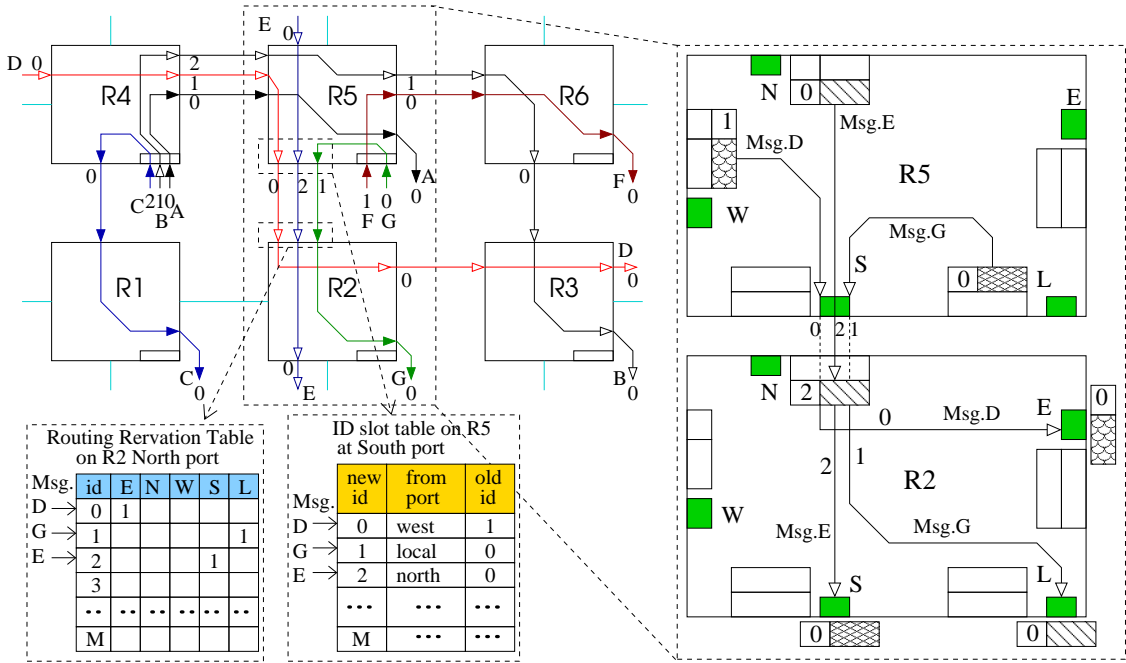 E
0
D 0
R4
2
1
0
R5
1
0
R6
0
C 2 1 0
B A
0 2 1
1 0
F G
A
0
0
F
0
R1
R2
0
R3
D
0
C
0
0
E
G
0
B
0
N
0
Msg.E
E
1
Msg.D
R5
W
Msg.G
S
0
L
0 2 1
N
2
0
Msg.D
E
0
2
1
R2
W
Msg.E
Msg.G
S
L
0
0
Routing Rervation Table
on R2 North port
Msg.
id E N W S L
D 0 1
G 1 1
E 2 1
3
•• •• •• •• •• ••
M
ID slot table on R5
at South port
Msg.
new id from port old id
D 0 west 1
G 1 local 0
E 2 north 0
... ... ...
M ... ...